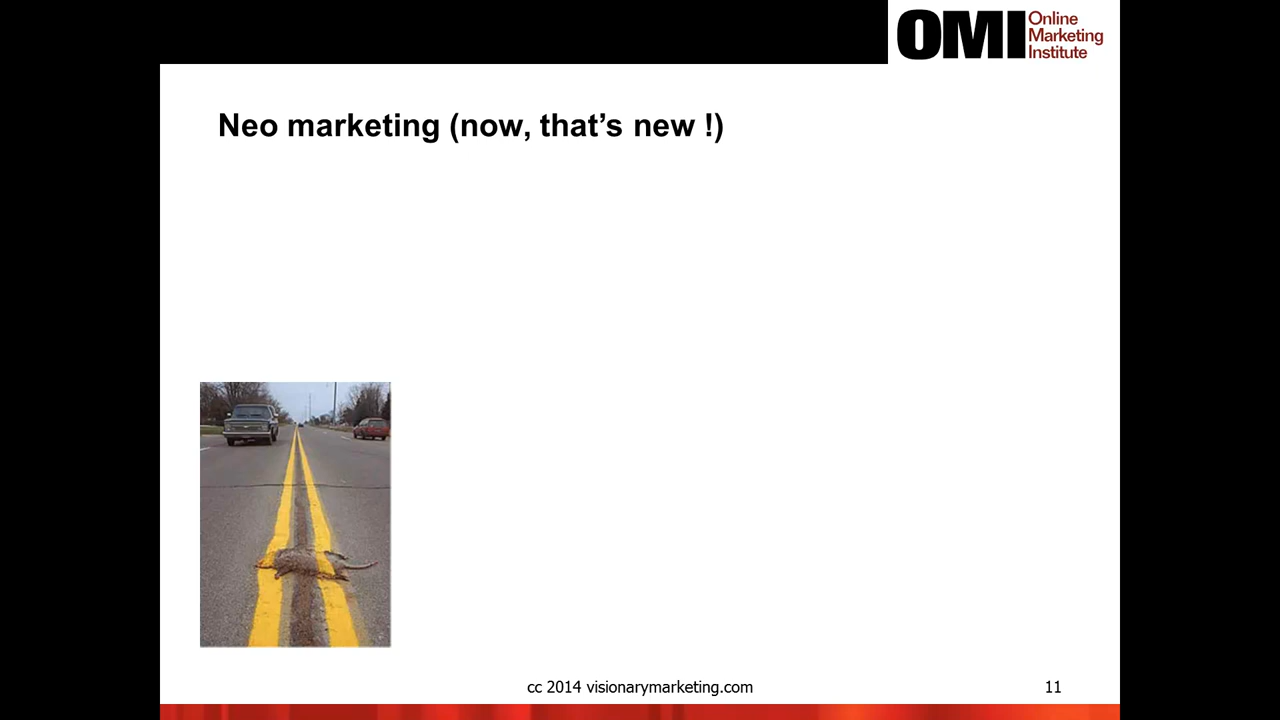 OMI
Online
Marketing
Institute
Neo marketing (now, that’s new !)
cc 2014 visionarymarketing.com
11